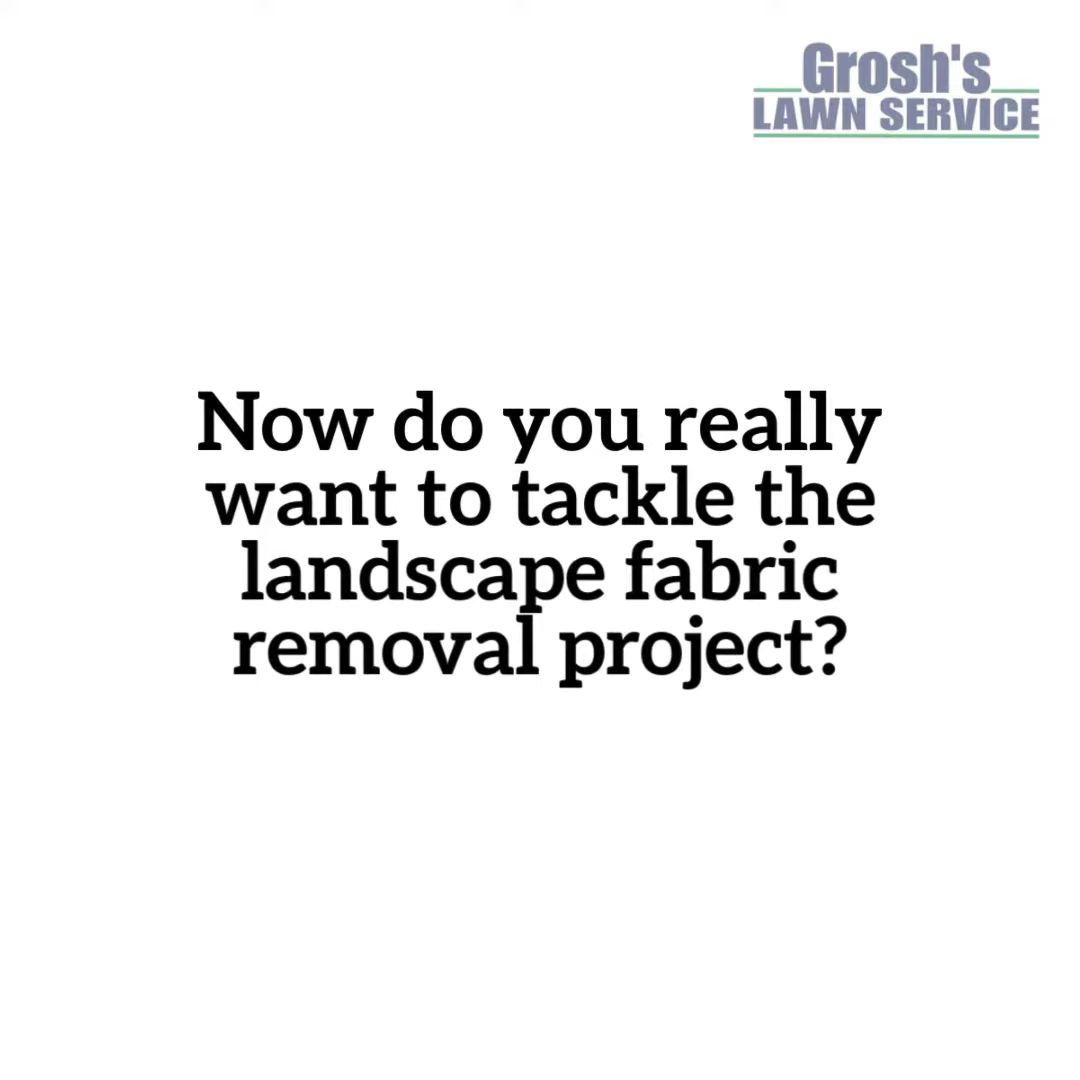 Grosh's
LAWN SERVICE
Now do you really
want to tackle the
landscape fabric
removal project?